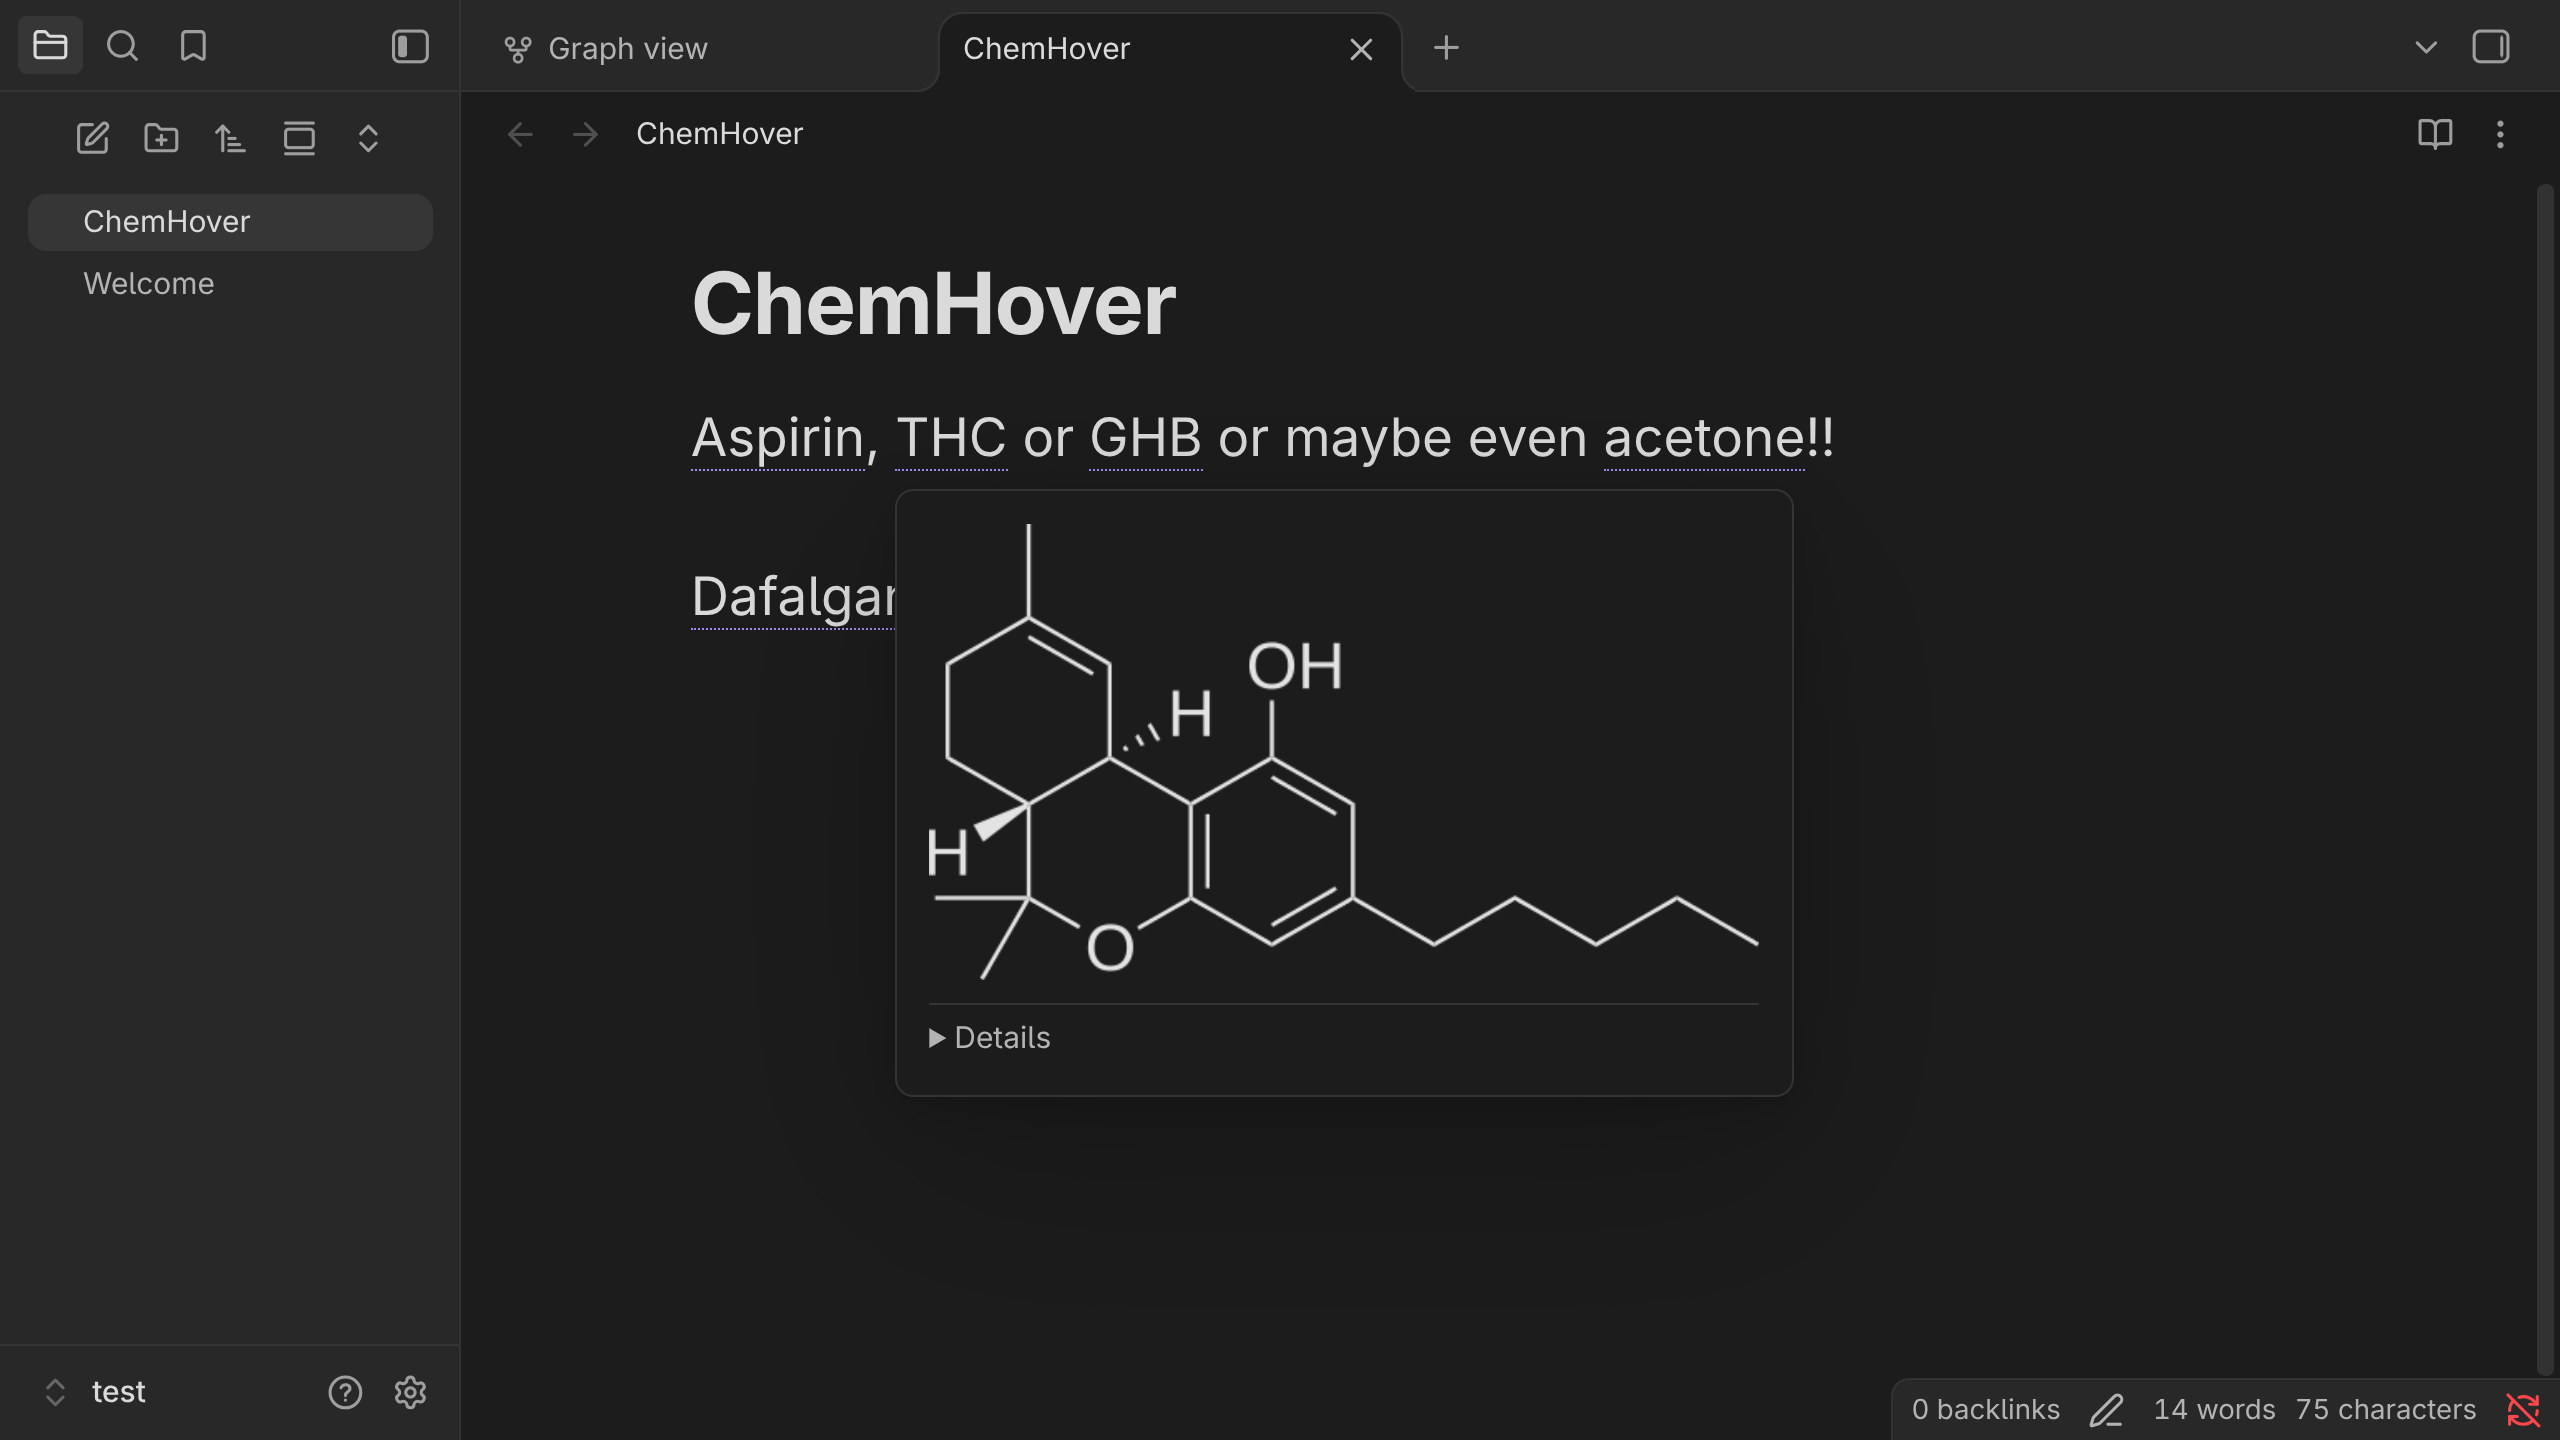 Graph view
ChemHover
ChemHover
ChemHover
Welcome
ChemHover
Aspirin, THC or GHB or maybe even acetone!!
OH
H
H
O
Details
test
0 backlinks 14 words 75 characters